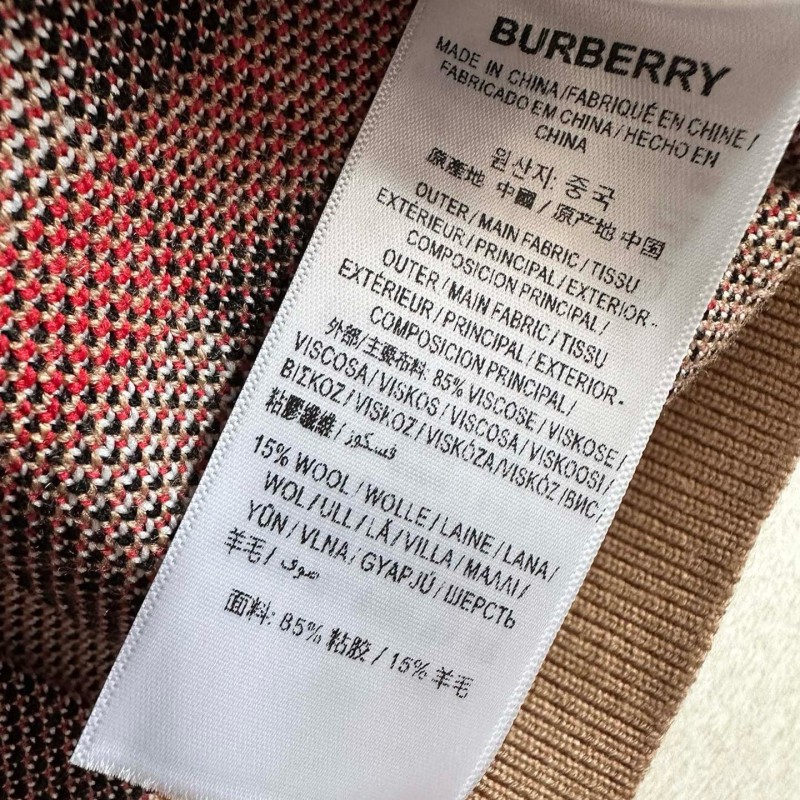 BURBERRY
MADE IN CHINA/FABRIQUÉ EN CHINE/
FABRICADO EM CHINA/HECHO EN
CHINA
원산지: 중국
原產地 中國/原产地 中国
OUTER/MAIN FABRIC/TISSU
EXTÉRIEUR/PRINCIPAL/EXTERIOR-
COMPOSICION PRINCIPAL/
OUTER/MAIN FABRIC/TISSU
EXTÉRIEUR/PRINCIPAL/EXTERIOR-
COMPOSICION PRINCIPAL/
外部/主要布料: 85% VISCOSE/VISKOSE/
VISCOSA/VISKOS/VISCOSA/VISKOOSI/
ΒΙΣΚΟΖ/VISKOZ/VISKÓZA/VISKÓZ/ВИС/
粘膠纖維/فسكوز
15% WOOL/WOLLE/LAINE/LANA/
WOL/ULL/LÃ/VILLA/ΜΑΛΛΙ/
YÜN/VLNA/GYAPJÚ/ШЕРСТЬ
羊毛/صوف
面料: 85% 粘胶/15% 羊毛